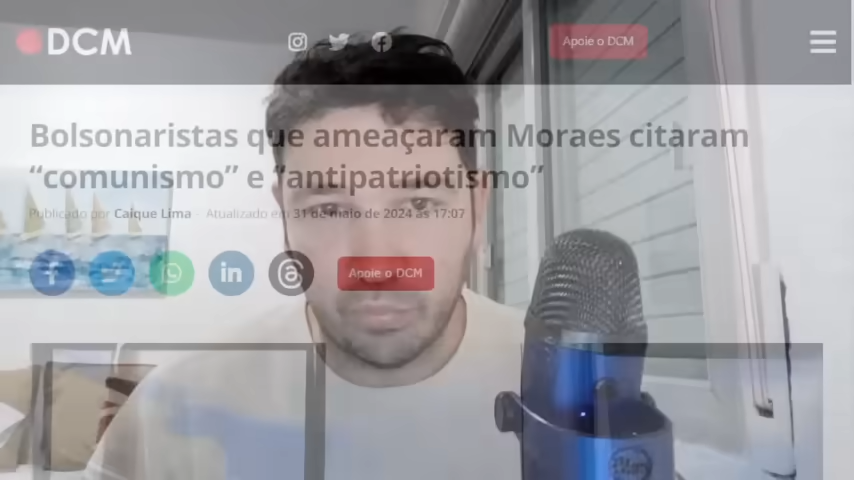 DCM
Apoie o DCM
Bolsonaristas que ameaçaram Moraes citaram
“comunismo” e “antipatriotismo”
Publicado por Caique Lima
Atualizado em 31 de maio de 2024 às 17:07
Apoie o DCM